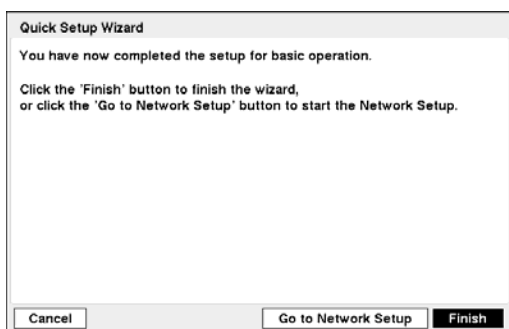 Quick Setup Wizard
You have now completed the setup for basic operation.
Click the 'Finish' button to finish the wizard,
or click the 'Go to Network Setup' button to start the Network Setup.
Cancel
Go to Network Setup
Finish